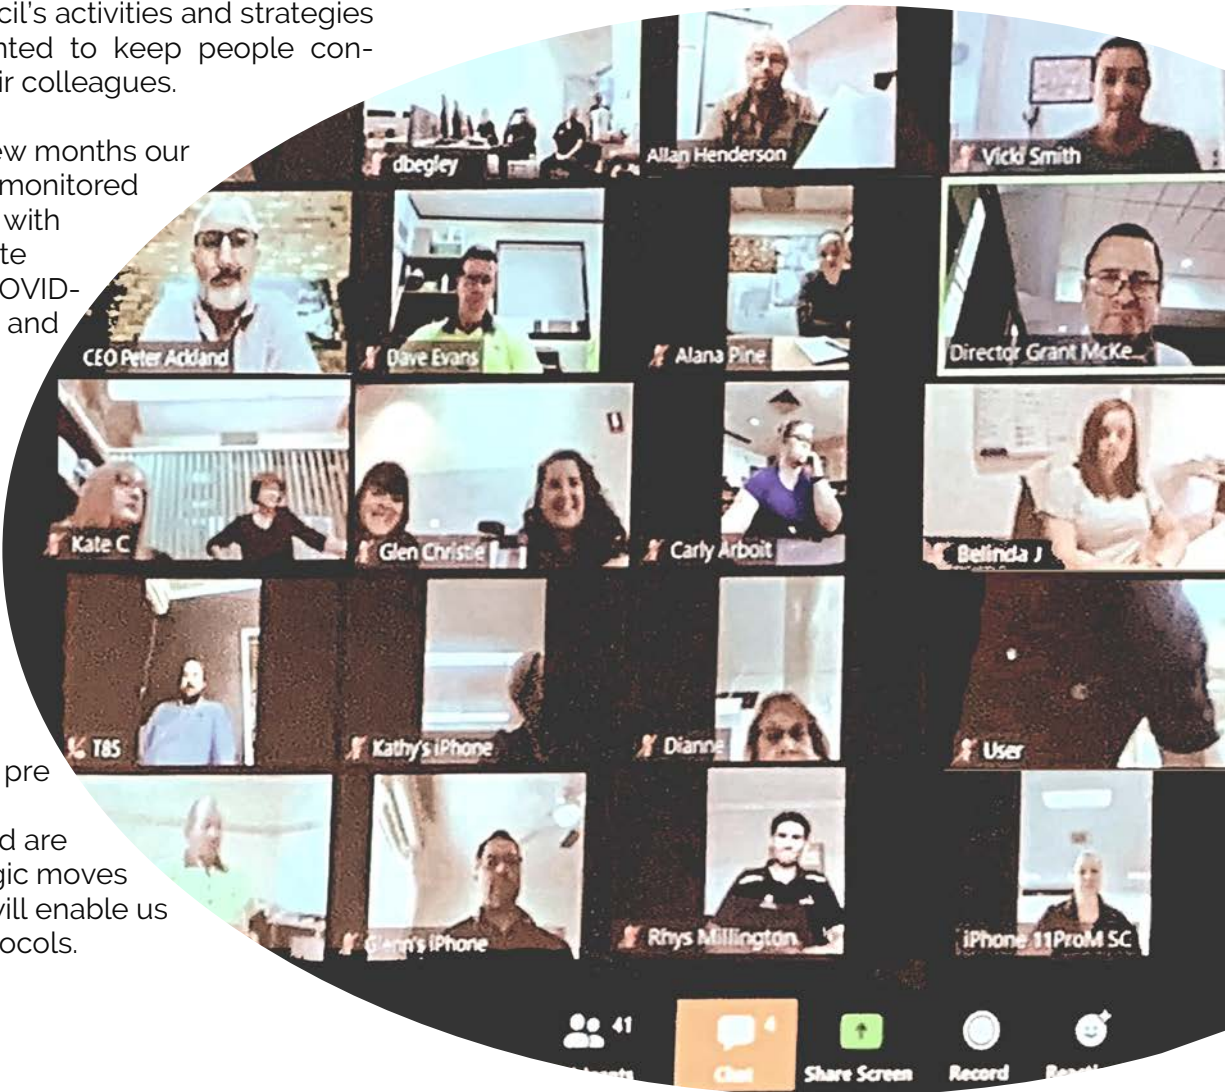 cil's activities and strategies
nted to keep people con-
ir colleagues.
ew months our
monitored
with
te
OVID-
and
pre
d are
gic moves
vill enable us
ocols.
dbegley
Allan Henderson
Vicki Smith
CEO Peter Ackland
Dave Evans
Alana Pine
Director Grant McKe...
Kate C
Glen Christie
Carly Arboit
Belinda J
T85
Kathy's iPhone
Dianne
User
Glenn's iPhone
Rhys Millington
iPhone 11ProM SC
41
4
Chat
Share Screen
Record